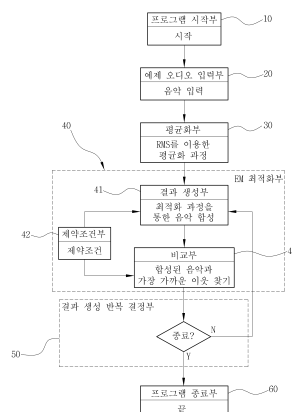 프로그램 시작부
10
시작
예제 오디오 입력부
20
음악 입력
평균화부
30
RMS를 이용한
평균화 과정
40
EM 최적화부
41
결과 생성부
최적화 과정을
통한 음악 합성
42
제약조건부
제약조건
비교부
4
합성된 음악과
가장 가까운 이웃 찾기
결과 생성 반복 결정부
종료?
N
50
Y
60
프로그램 종료부
끝